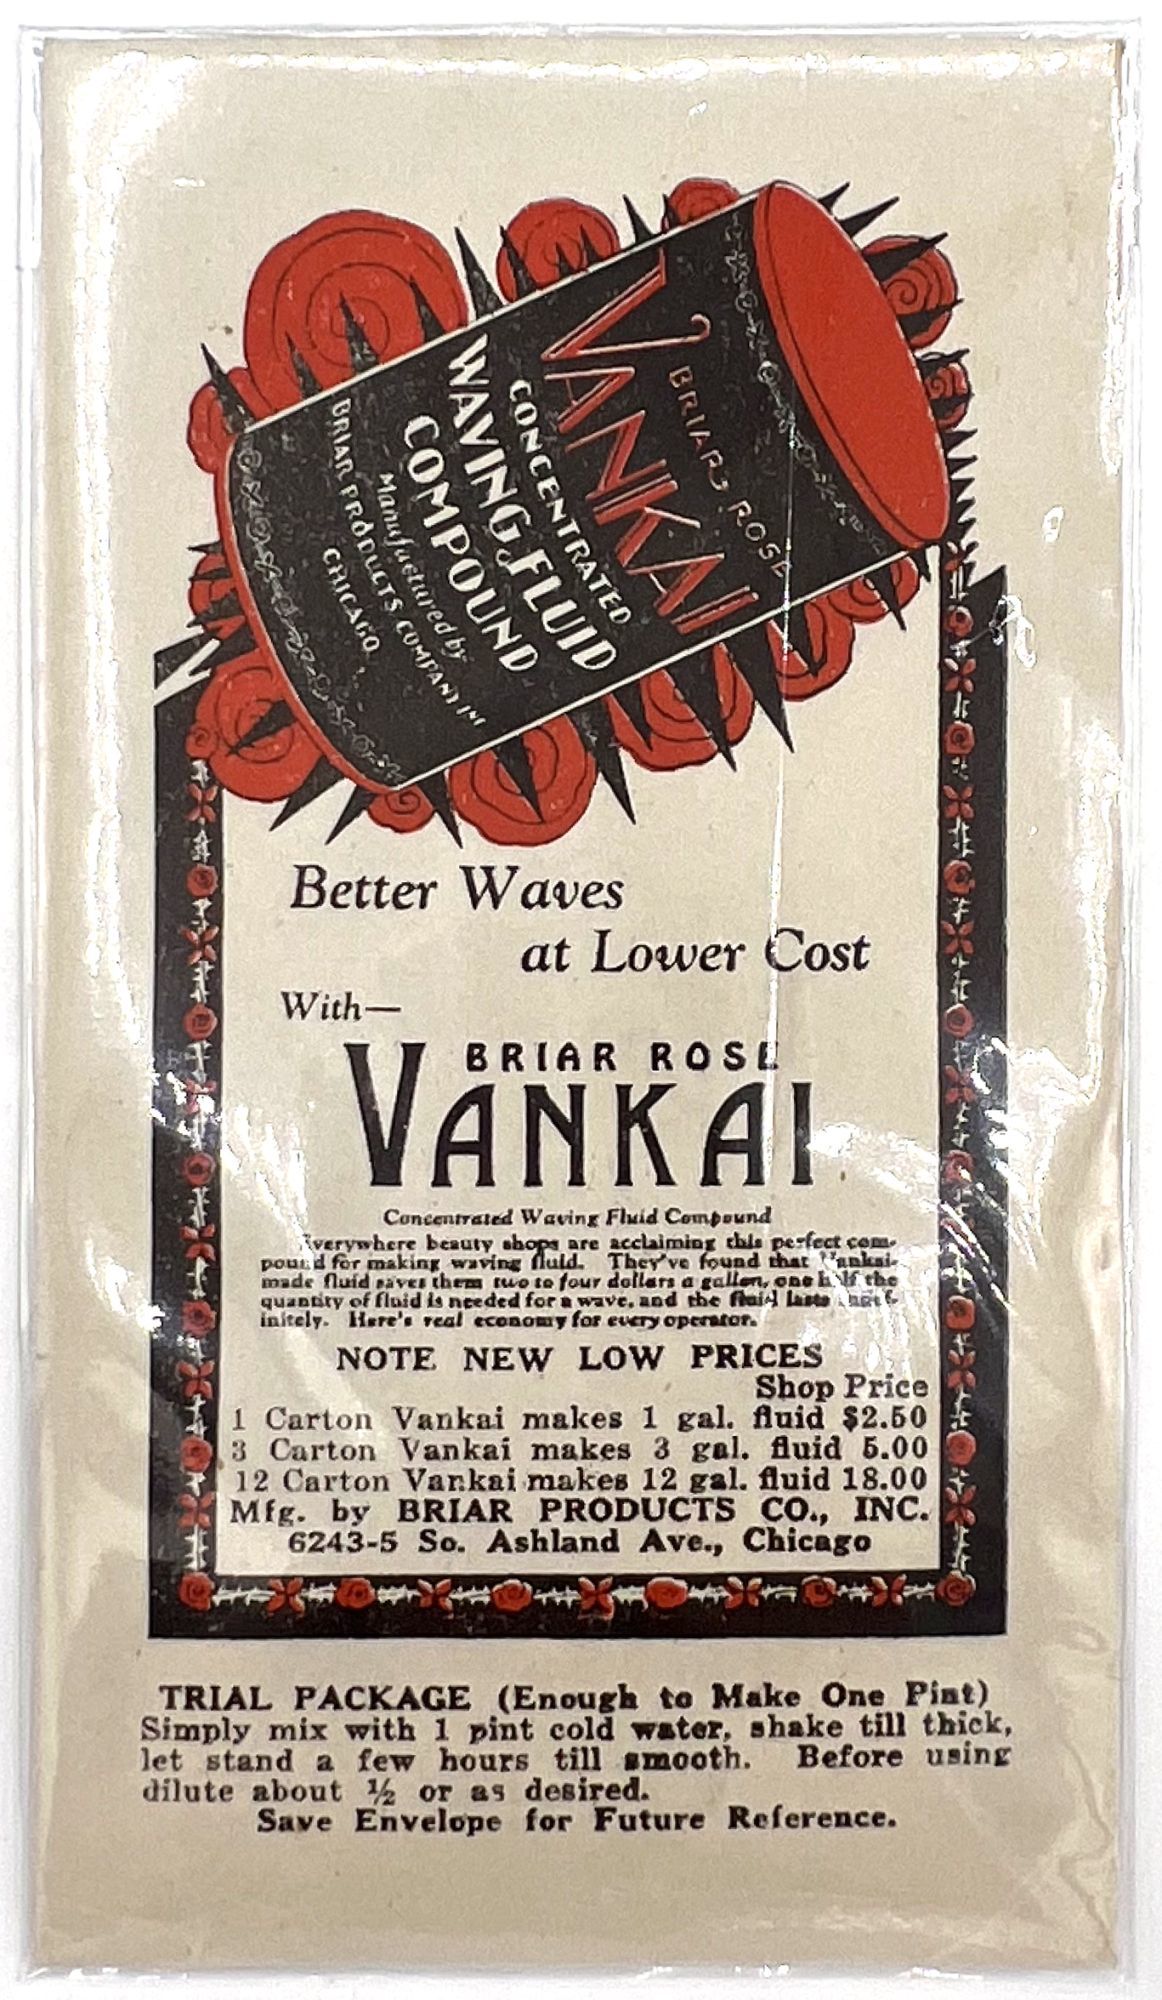 BRIAR ROSE
VANKAI
CONCENTRATED
WAVING FLUID
COMPOUND
Manufactured by
BRIAR PRODUCTS COMPANY INC
CHICAGO
Better Waves
at Lower Cost
With—
BRIAR ROSE
VANKAI
Concentrated Waving Fluid Compound
Everywhere beauty shops are acclaiming this perfect com-
pound for making waving fluid. They've found that Vankai-
made fluid saves them two to four dollars a gallon, one half the
quantity of fluid is needed for a wave, and the fluid lasts indef-
initely. Here's real economy for every operator.
NOTE NEW LOW PRICES
Shop Price
1 Carton Vankai makes 1 gal. fluid $2.50
3 Carton Vankai makes 3 gal. fluid 5.00
12 Carton Vankai makes 12 gal. fluid 18.00
Mfg. by BRIAR PRODUCTS CO., INC.
6243-5 So. Ashland Ave., Chicago
TRIAL PACKAGE (Enough to Make One Pint)
Simply mix with 1 pint cold water, shake till thick,
let stand a few hours till smooth. Before using
dilute about ½ or as desired.
Save Envelope for Future Reference.